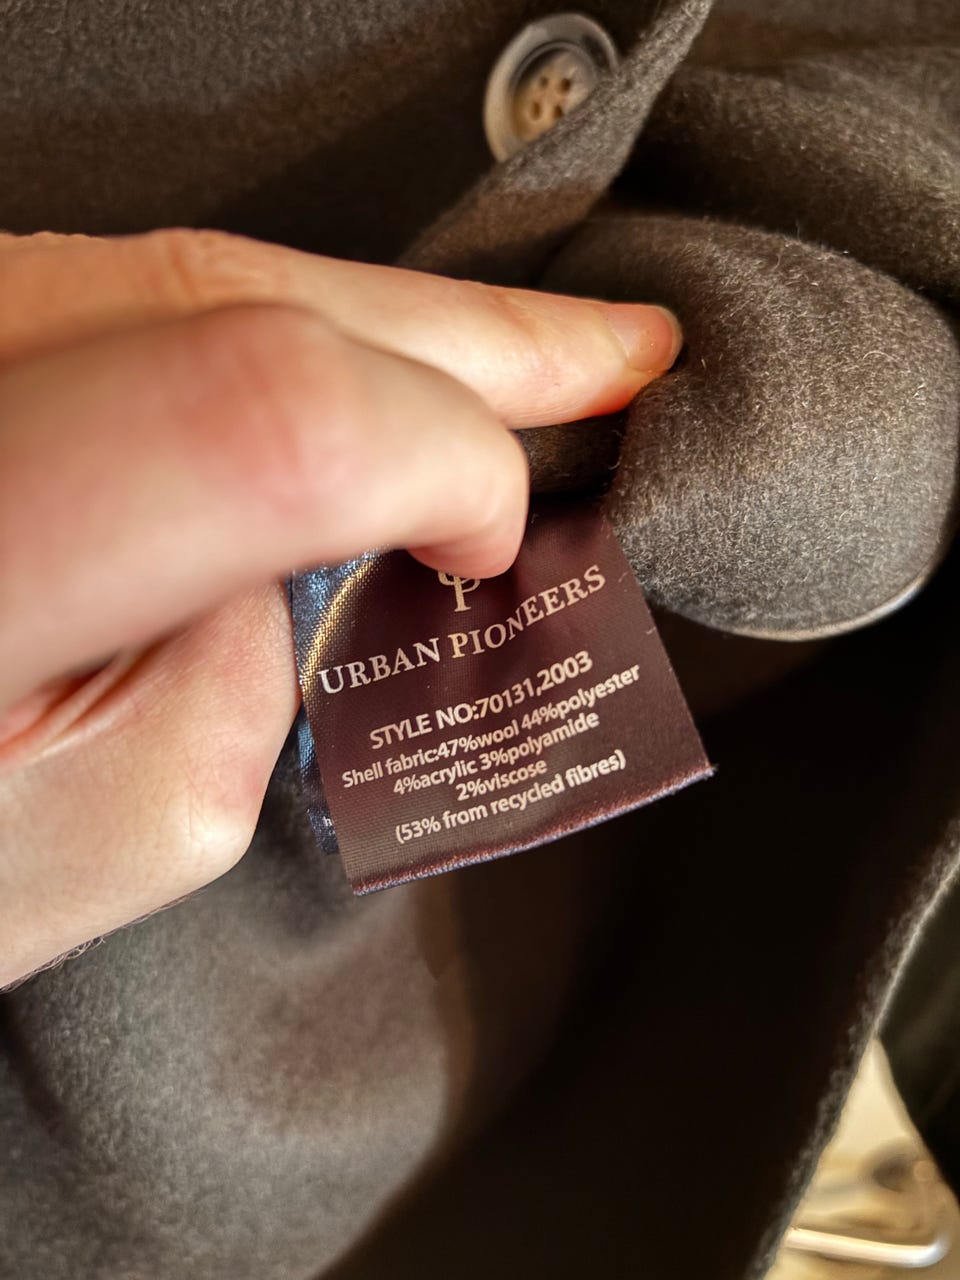 URBAN PIONEERS
STYLE NO:70131,2003
Shell fabric:47%wool 44%polyester
4%acrylic 3%polyamide
2%viscose
(53% from recycled fibres)